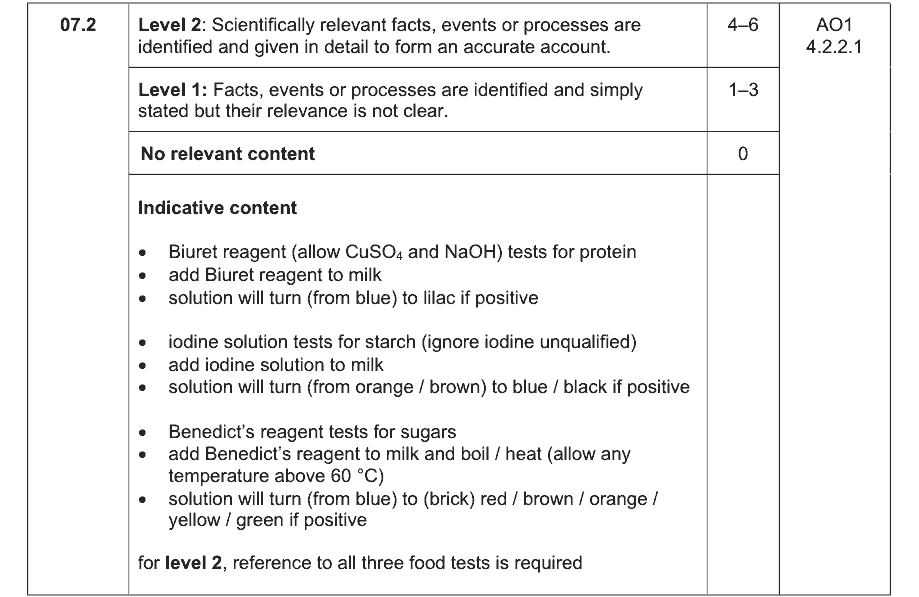 07.2 Level 2: Scientifically relevant facts, events or processes are 4–6 AO1
identified and given in detail to form an accurate account. 4.2.2.1
Level 1: Facts, events or processes are identified and simply 1–3
stated but their relevance is not clear.
No relevant content 0
Indicative content
• Biuret reagent (allow CuSO₄ and NaOH) tests for protein
• add Biuret reagent to milk
• solution will turn (from blue) to lilac if positive
• iodine solution tests for starch (ignore iodine unqualified)
• add iodine solution to milk
• solution will turn (from orange / brown) to blue / black if positive
• Benedict’s reagent tests for sugars
• add Benedict’s reagent to milk and boil / heat (allow any
temperature above 60 °C)
• solution will turn (from blue) to (brick) red / brown / orange /
yellow / green if positive
for level 2, reference to all three food tests is required